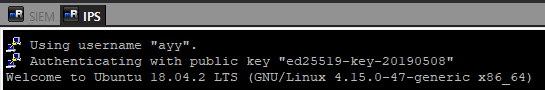 SIEM IPS
Using username "ayy".
Authenticating with public key "ed25519-key-20190508"
Welcome to Ubuntu 18.04.2 LTS (GNU/Linux 4.15.0-47-generic x86_64)